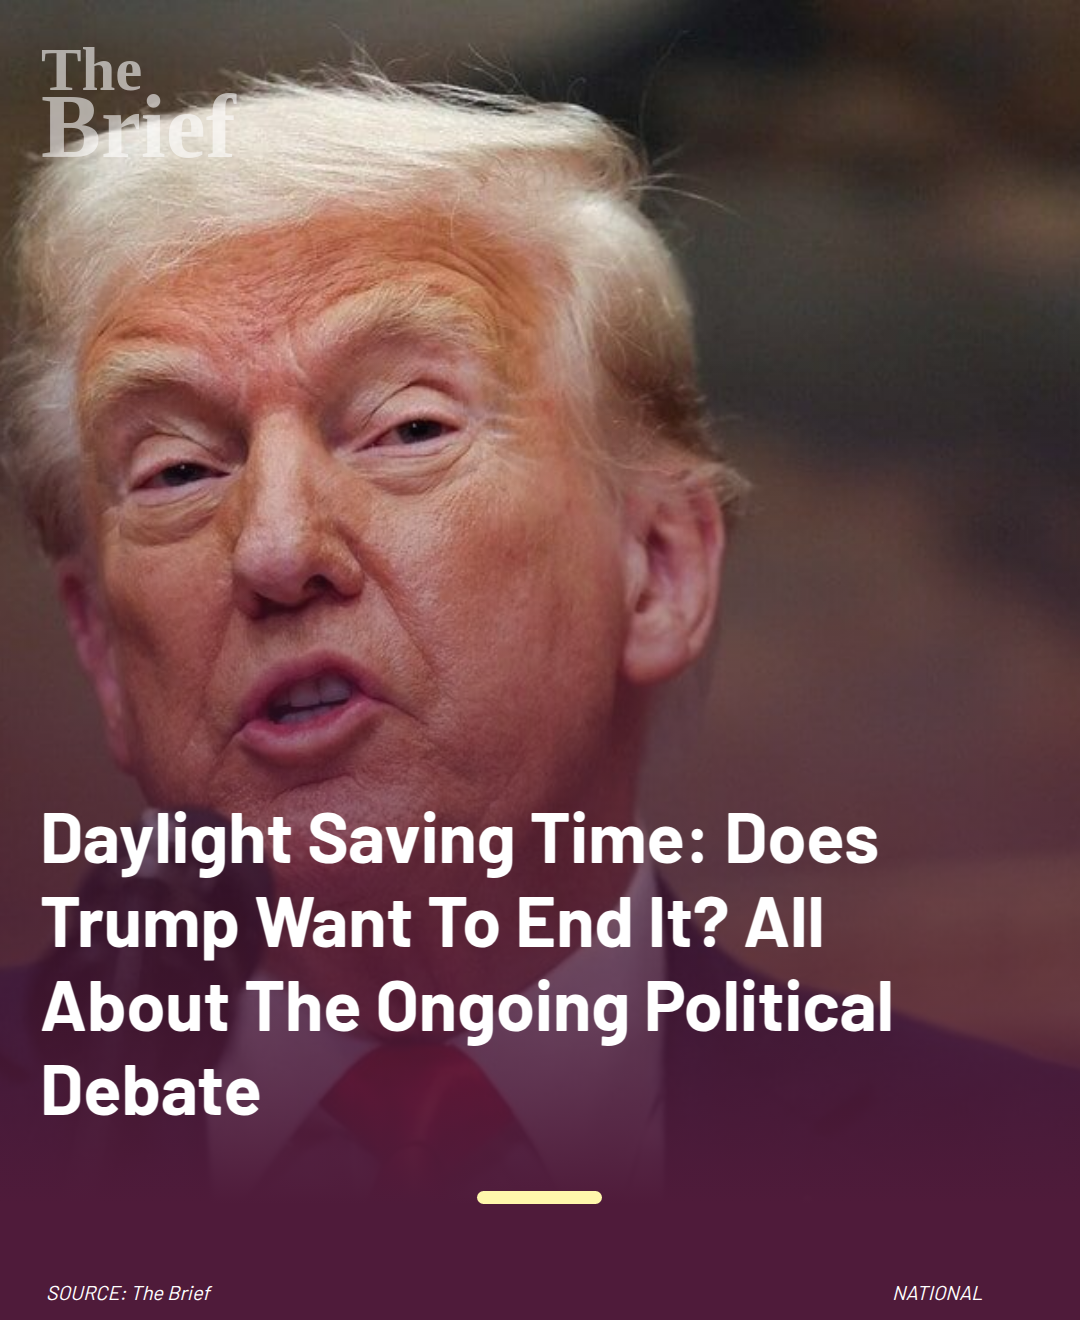 The
Brief
Daylight Saving Time: Does
Trump Want To End It? All
About The Ongoing Political
Debate
SOURCE: The Brief
NATIONAL